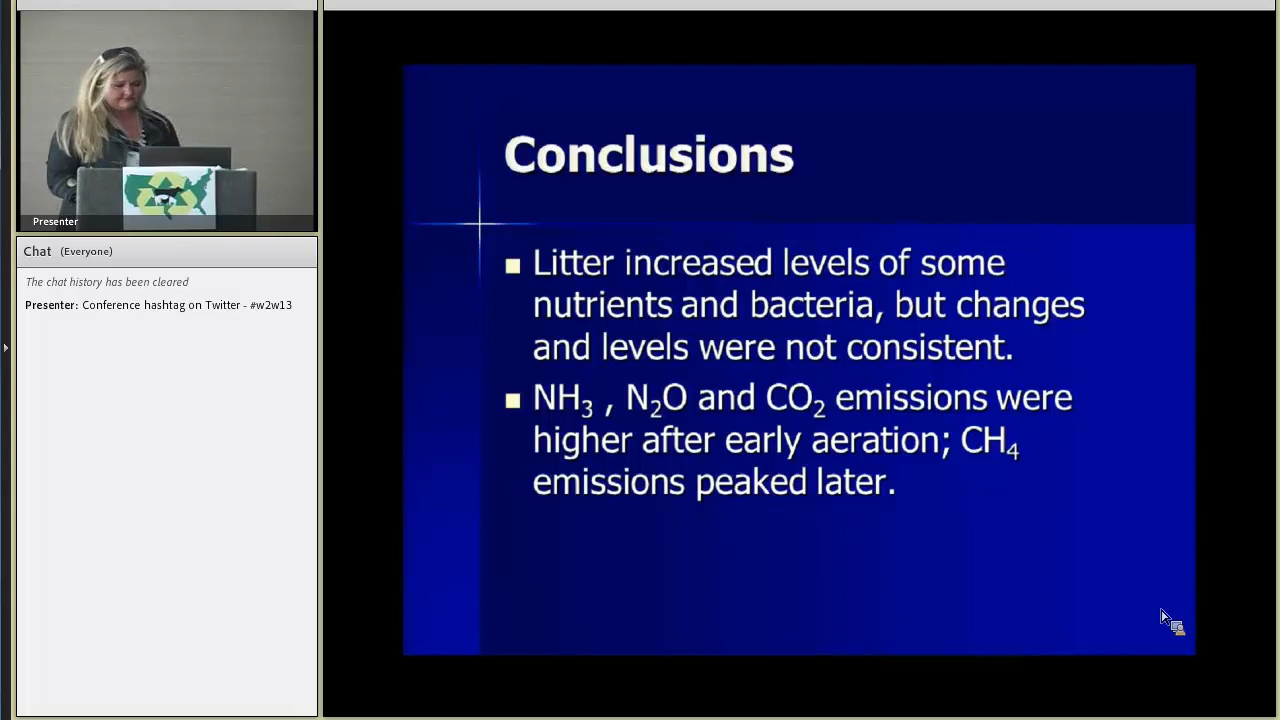 Presenter
Chat (Everyone)
The chat history has been cleared
Presenter: Conference hashtag on Twitter - #w2w13
Conclusions
■ Litter increased levels of some
nutrients and bacteria, but changes
and levels were not consistent.
■ NH₃ , N₂O and CO₂ emissions were
higher after early aeration; CH₄
emissions peaked later.